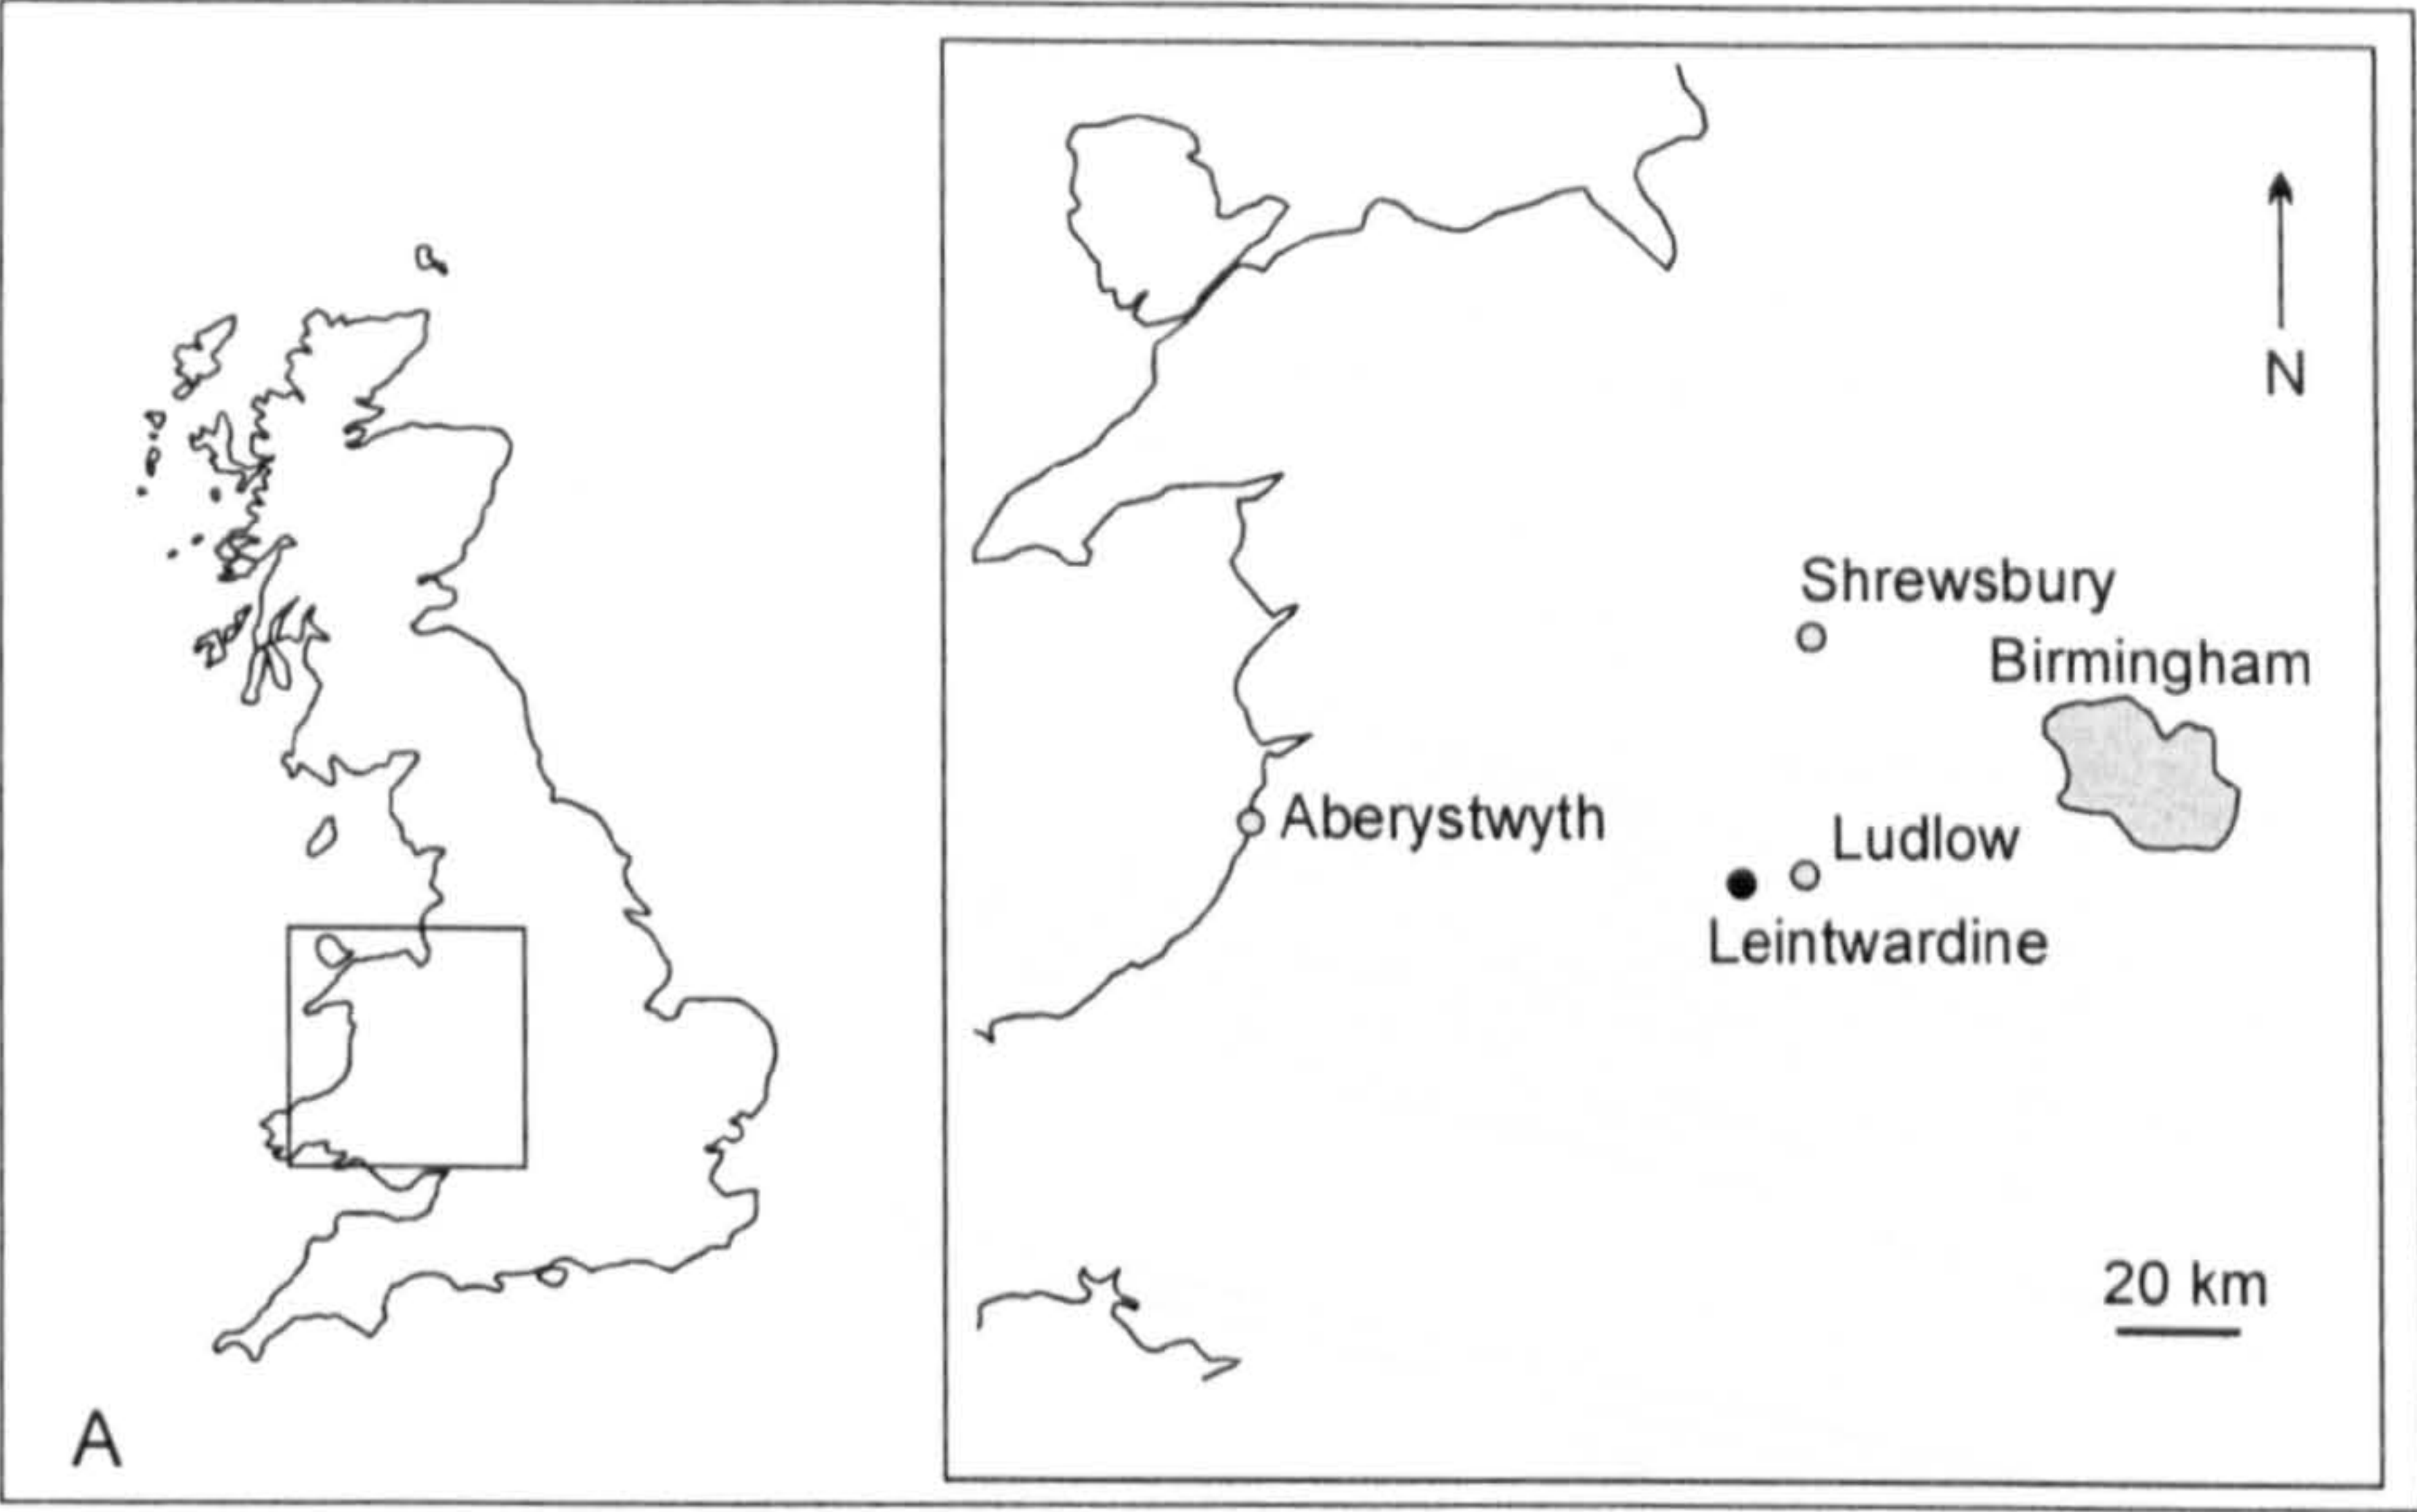 N
Shrewsbury
Birmingham
Aberystwyth
Ludlow
Leintwardine
20 km
A